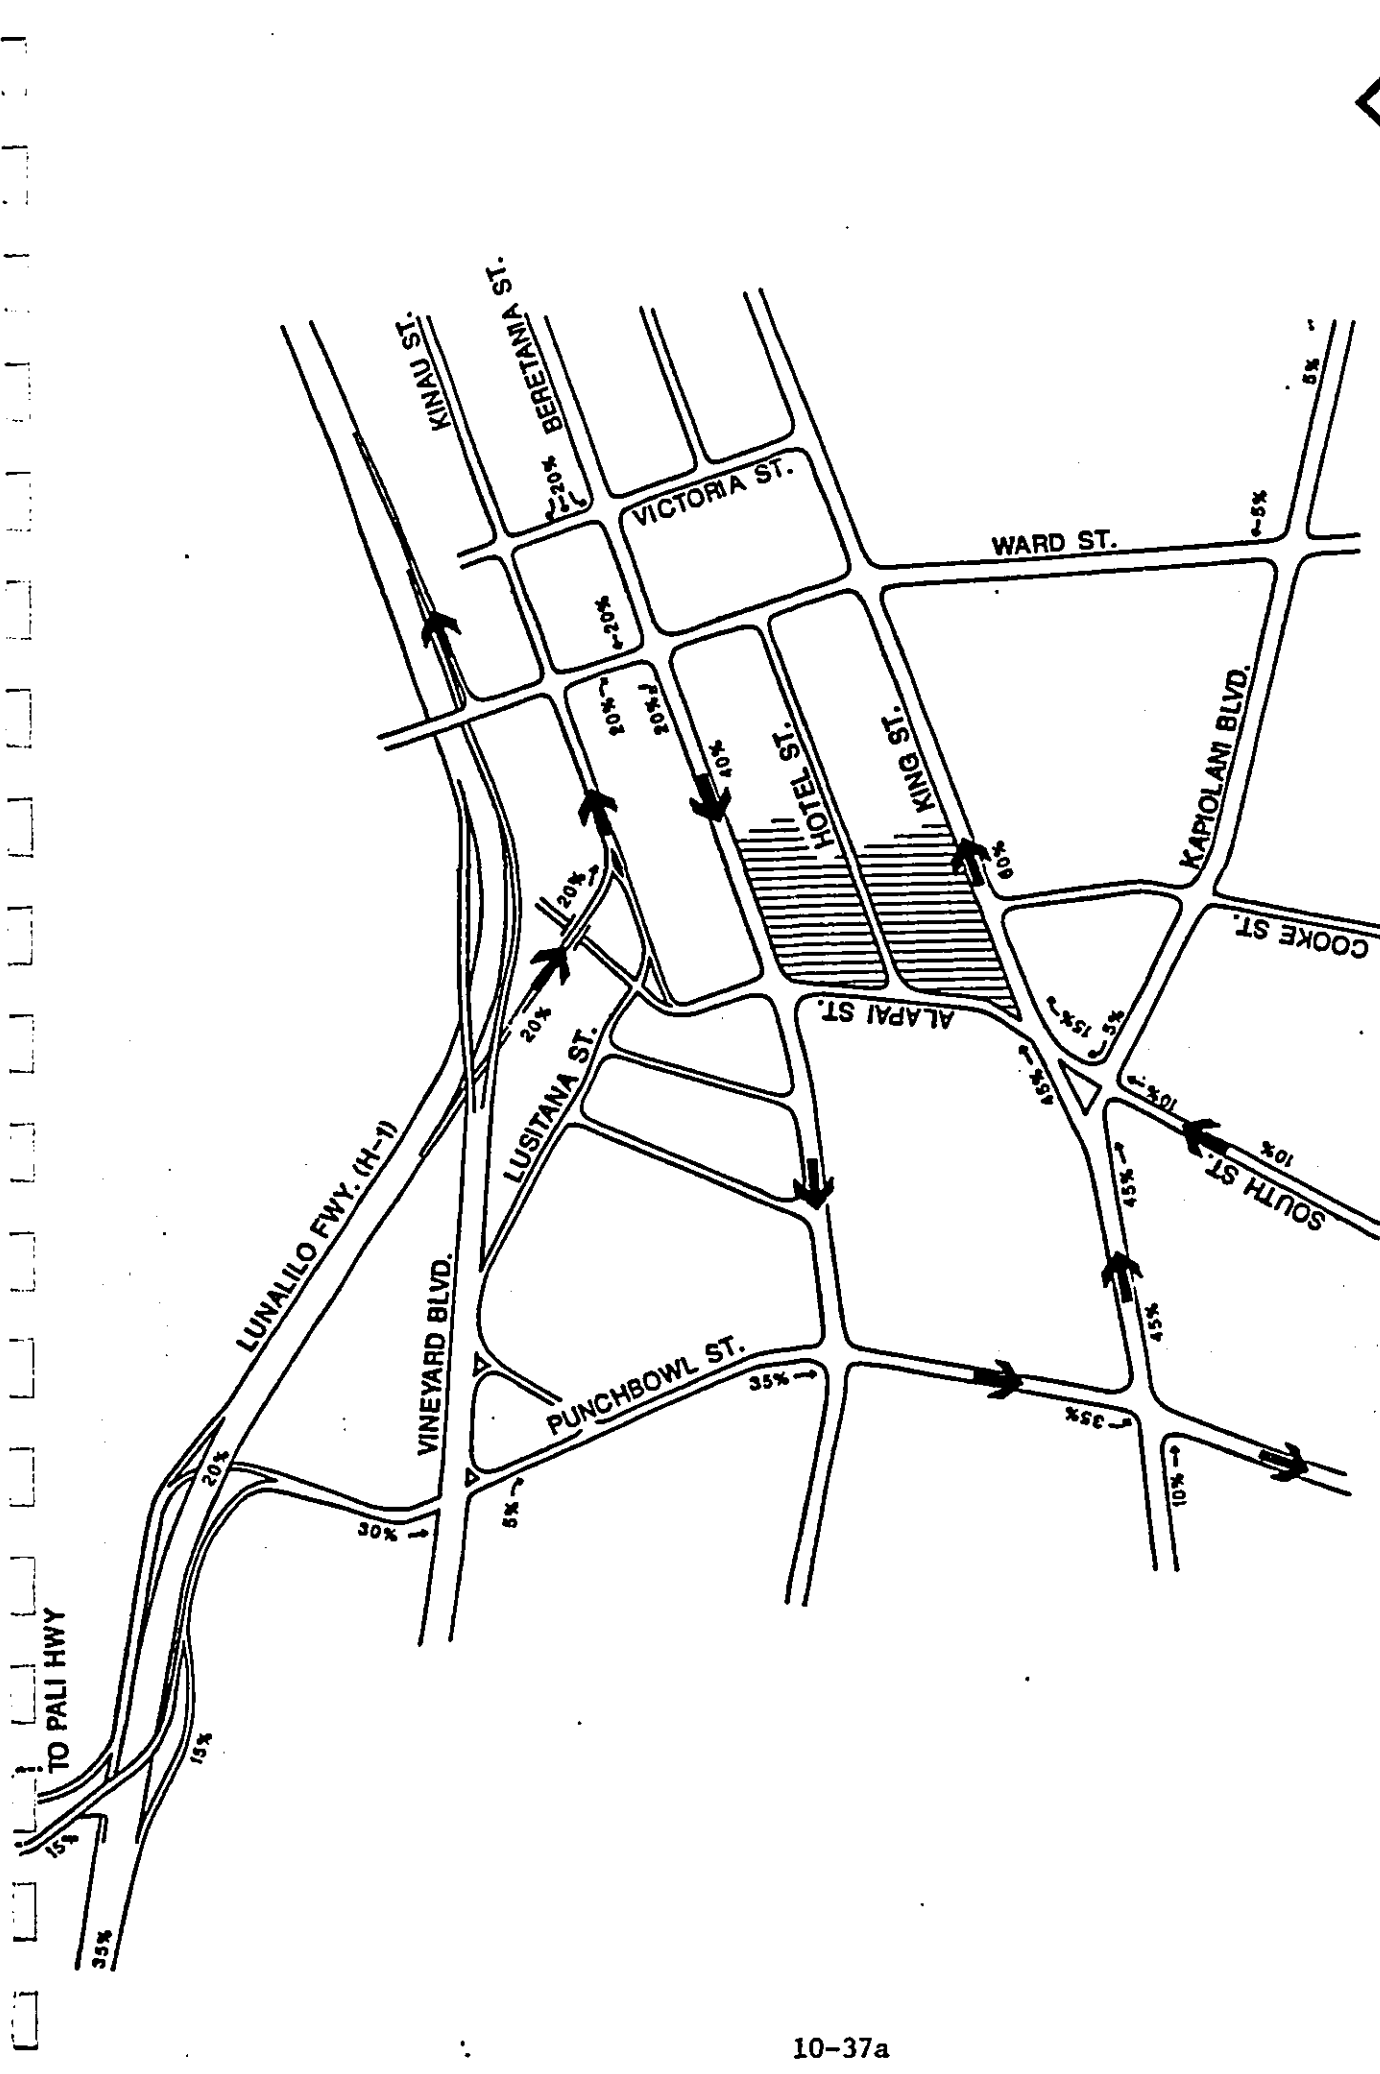 KINAU ST.
BERETANIA ST.
5%
20%
VICTORIA ST.
5%
WARD ST.
20%
20%
20%
KAPIOLANI BLVD.
40%
HOTEL ST.
KING ST.
60%
20%
COOKE ST.
20%
ALAPAI ST.
15%
5%
LUSITANA ST.
45%
10%
LUNALILO FWY. (H-1)
45%
10%
SOUTH ST.
VINEYARD BLVD.
45%
PUNCHBOWL ST.
35%
35%
20%
10%
30%
5%
TO PALI HWY
15%
15%
35%
10-37a